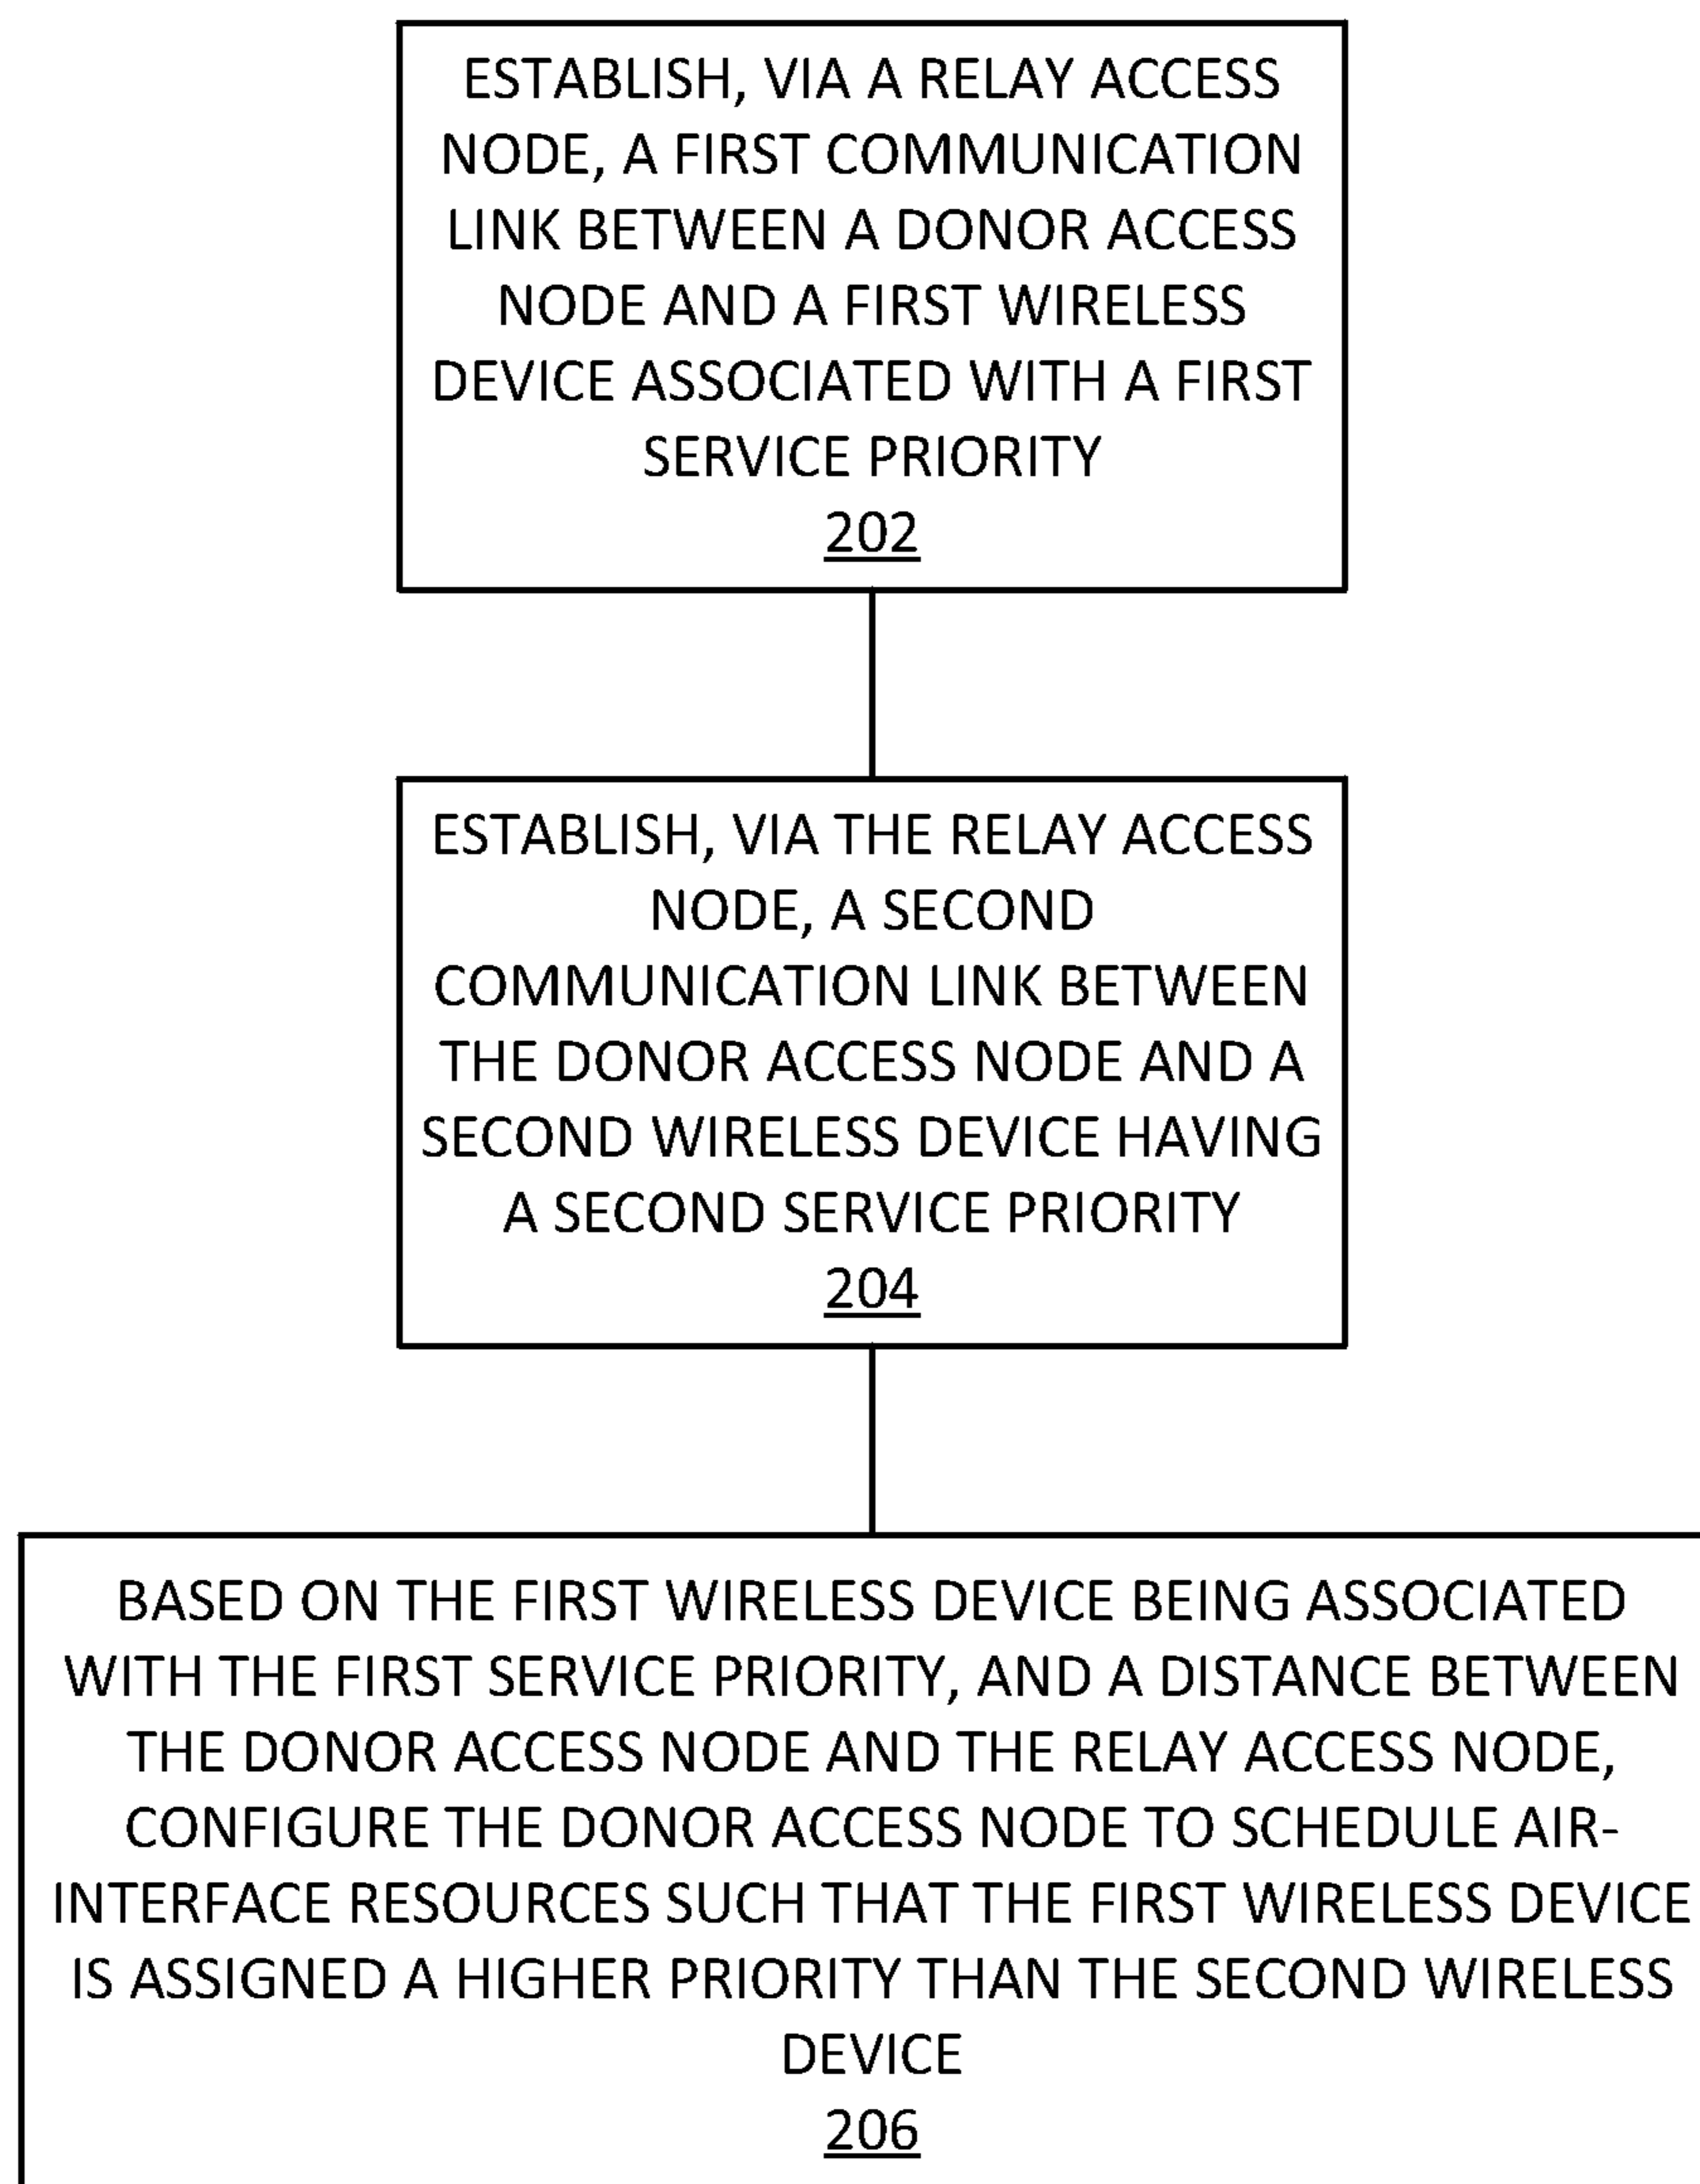 ESTABLISH, VIA A RELAY ACCESS
NODE, A FIRST COMMUNICATION
LINK BETWEEN A DONOR ACCESS
NODE AND A FIRST WIRELESS
DEVICE ASSOCIATED WITH A FIRST
SERVICE PRIORITY
202
ESTABLISH, VIA THE RELAY ACCESS
NODE, A SECOND
COMMUNICATION LINK BETWEEN
THE DONOR ACCESS NODE AND A
SECOND WIRELESS DEVICE HAVING
A SECOND SERVICE PRIORITY
204
BASED ON THE FIRST WIRELESS DEVICE BEING ASSOCIATED
WITH THE FIRST SERVICE PRIORITY, AND A DISTANCE BETWEEN
THE DONOR ACCESS NODE AND THE RELAY ACCESS NODE,
CONFIGURE THE DONOR ACCESS NODE TO SCHEDULE AIR-
INTERFACE RESOURCES SUCH THAT THE FIRST WIRELESS DEVICE
IS ASSIGNED A HIGHER PRIORITY THAN THE SECOND WIRELESS
DEVICE
206